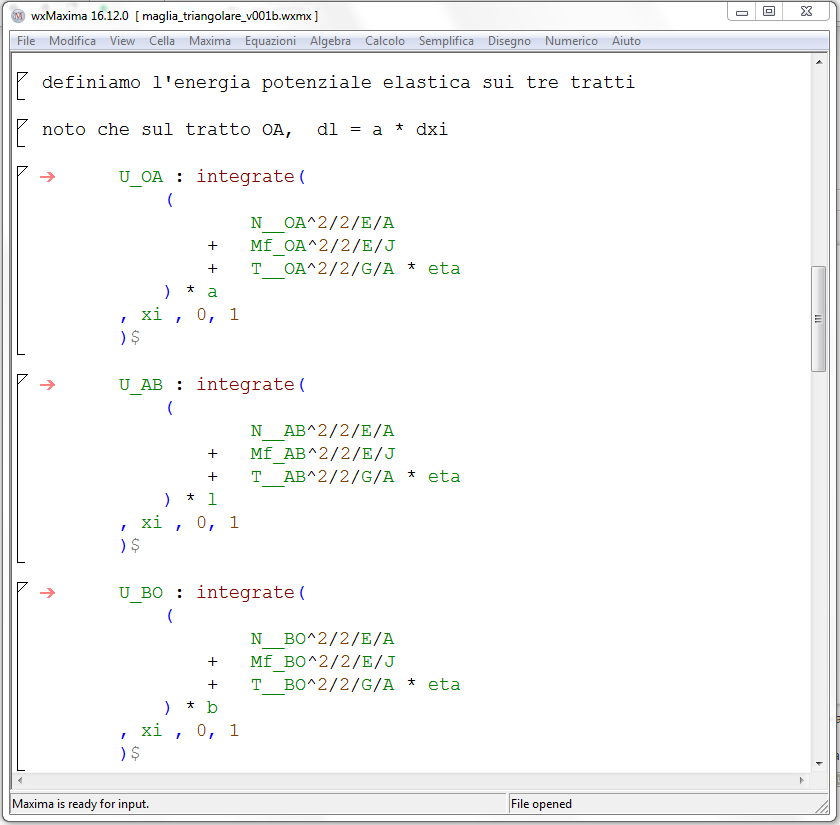 wxMaxima 16.12.0 [ maglia_triangolare_v001b.wxmx ]
File Modifica View Cella Maxima Equazioni Algebra Calcolo Semplifica Disegno Numerico Aiuto
definiamo l'energia potenziale elastica sui tre tratti
noto che sul tratto OA, dl = a * dxi
U_OA : integrate(
(
N__OA^2/2/E/A
+ Mf_OA^2/2/E/J
+ T__OA^2/2/G/A * eta
) * a
, xi , 0, 1
)$
U_AB : integrate(
(
N__AB^2/2/E/A
+ Mf_AB^2/2/E/J
+ T__AB^2/2/G/A * eta
) * l
, xi , 0, 1
)$
U_BO : integrate(
(
N__BO^2/2/E/A
+ Mf_BO^2/2/E/J
+ T__BO^2/2/G/A * eta
) * b
, xi , 0, 1
)$
Maxima is ready for input.
File opened